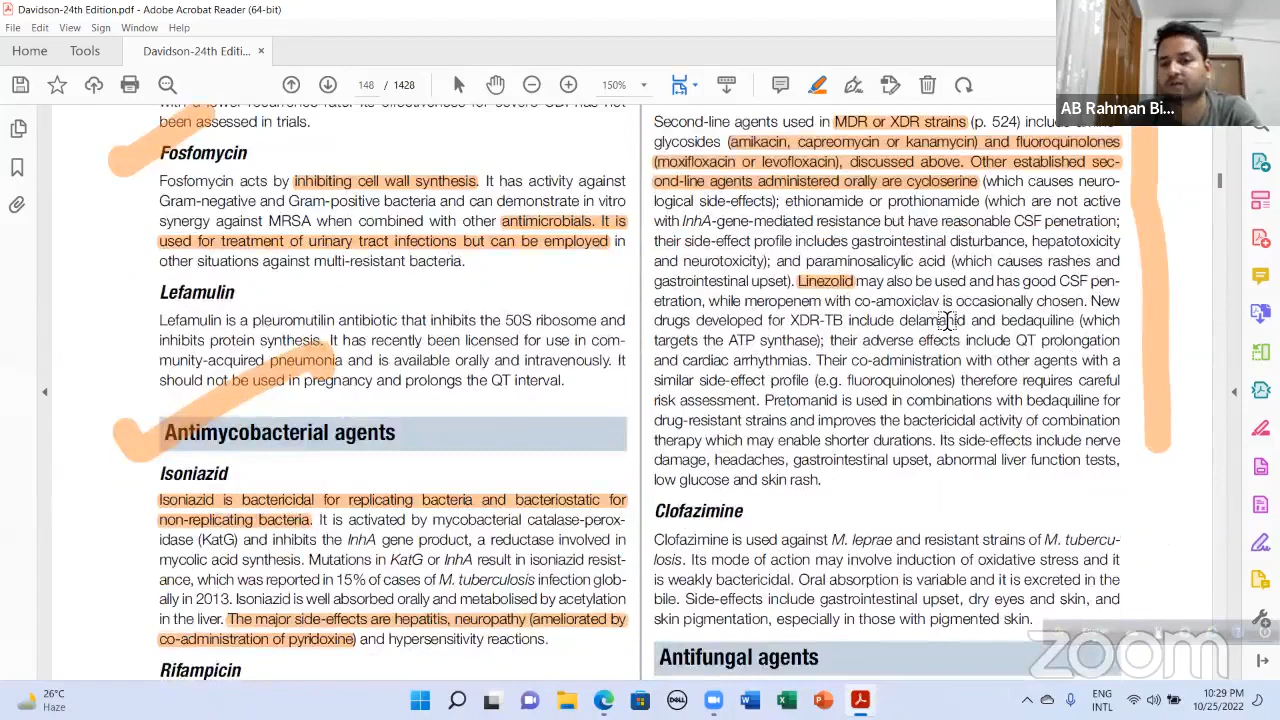 Davidson-24th Edition.pdf - Adobe Acrobat Reader (64-bit)
File Edit View Sign Window Help
Home Tools Davidson-24th Editi... ×
148 / 1428 150%
AB Rahman Bi...
with a lower recurrence rate. Its effectiveness for severe CDI has not
been assessed in trials.
Fosfomycin
Fosfomycin acts by inhibiting cell wall synthesis. It has activity against
Gram-negative and Gram-positive bacteria and can demonstrate in vitro
synergy against MRSA when combined with other antimicrobials. It is
used for treatment of urinary tract infections but can be employed in
other situations against multi-resistant bacteria.
Lefamulin
Lefamulin is a pleuromutilin antibiotic that inhibits the 50S ribosome and
inhibits protein synthesis. It has recently been licensed for use in com-
munity-acquired pneumonia and is available orally and intravenously. It
should not be used in pregnancy and prolongs the QT interval.
Antimycobacterial agents
Isoniazid
Isoniazid is bactericidal for replicating bacteria and bacteriostatic for
non-replicating bacteria. It is activated by mycobacterial catalase-perox-
idase (KatG) and inhibits the InhA gene product, a reductase involved in
mycolic acid synthesis. Mutations in KatG or InhA result in isoniazid resist-
ance, which was reported in 15% of cases of M. tuberculosis infection glob-
ally in 2013. Isoniazid is well absorbed orally and metabolised by acetylation
in the liver. The major side-effects are hepatitis, neuropathy (ameliorated by
co-administration of pyridoxine) and hypersensitivity reactions.
Rifampicin
Second-line agents used in MDR or XDR strains (p. 524) include amino-
glycosides (amikacin, capreomycin or kanamycin) and fluoroquinolones
(moxifloxacin or levofloxacin), discussed above. Other established sec-
ond-line agents administered orally are cycloserine (which causes neuro-
logical side-effects); ethionamide or prothionamide (which are not active
with InhA-gene-mediated resistance but have reasonable CSF penetration;
their side-effect profile includes gastrointestinal disturbance, hepatotoxicity
and neurotoxicity); and paraminosalicylic acid (which causes rashes and
gastrointestinal upset). Linezolid may also be used and has good CSF pen-
etration, while meropenem with co-amoxiclav is occasionally chosen. New
drugs developed for XDR-TB include delamanid and bedaquiline (which
targets the ATP synthase); their adverse effects include QT prolongation
and cardiac arrhythmias. Their co-administration with other agents with a
similar side-effect profile (e.g. fluoroquinolones) therefore requires careful
risk assessment. Pretomanid is used in combinations with bedaquiline for
drug-resistant strains and improves the bactericidal activity of combination
therapy which may enable shorter durations. Its side-effects include nerve
damage, headaches, gastrointestinal upset, abnormal liver function tests,
low glucose and skin rash.
Clofazimine
Clofazimine is used against M. leprae and resistant strains of M. tubercu-
losis. Its mode of action may involve induction of oxidative stress and it
is weakly bactericidal. Oral absorption is variable and it is excreted in the
bile. Side-effects include gastrointestinal upset, dry eyes and skin, and
skin pigmentation, especially in those with pigmented skin.
Antifungal agents
zoom
26°C
Haze
DELL
ENG
INTL
10:29 PM
10/25/2022